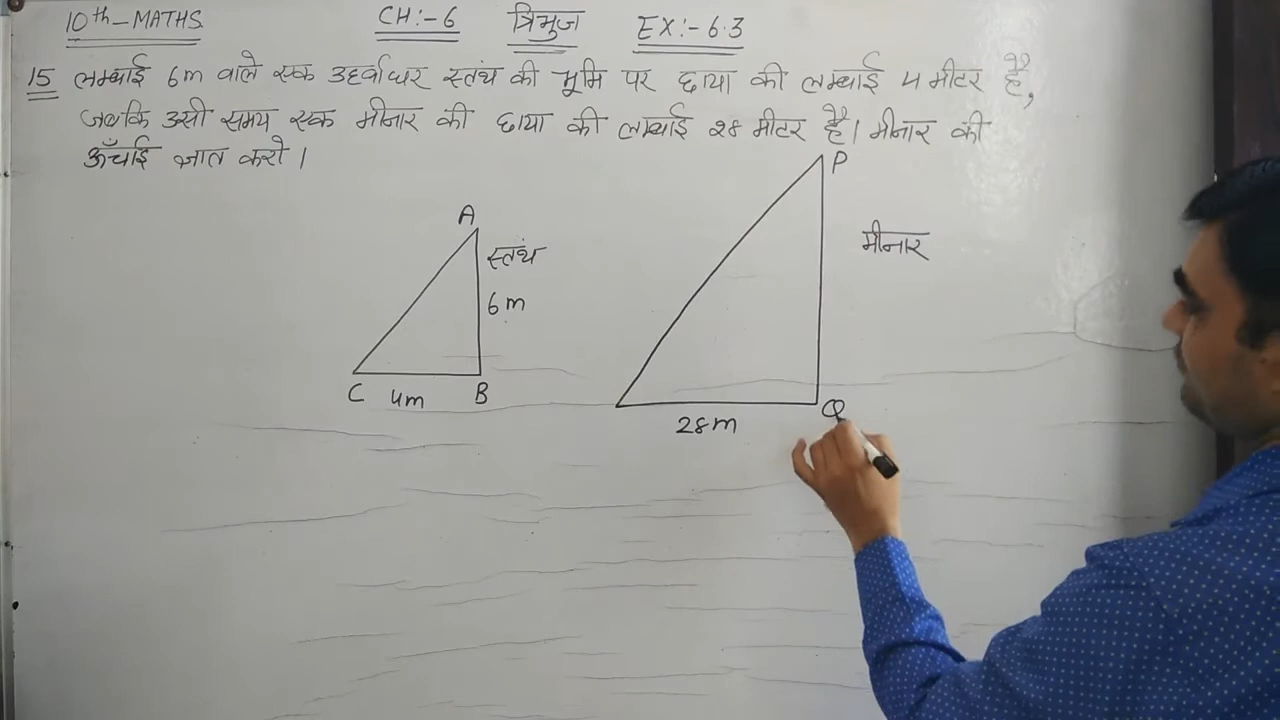 10th-MATHS CH:-6 त्रिभुज EX:-6.3
15 लम्बाई 6m वाले एक उर्ध्वाधर स्तंभ की भूमि पर छाया की लम्बाई 4 मीटर है,
जबकि उसी समय एक मीनार की छाया की लम्बाई 28 मीटर है। मीनार की
ऊँचाई ज्ञात करो।
P
A
मीनार
स्तंभ
6m
C 4m B
Q
28m